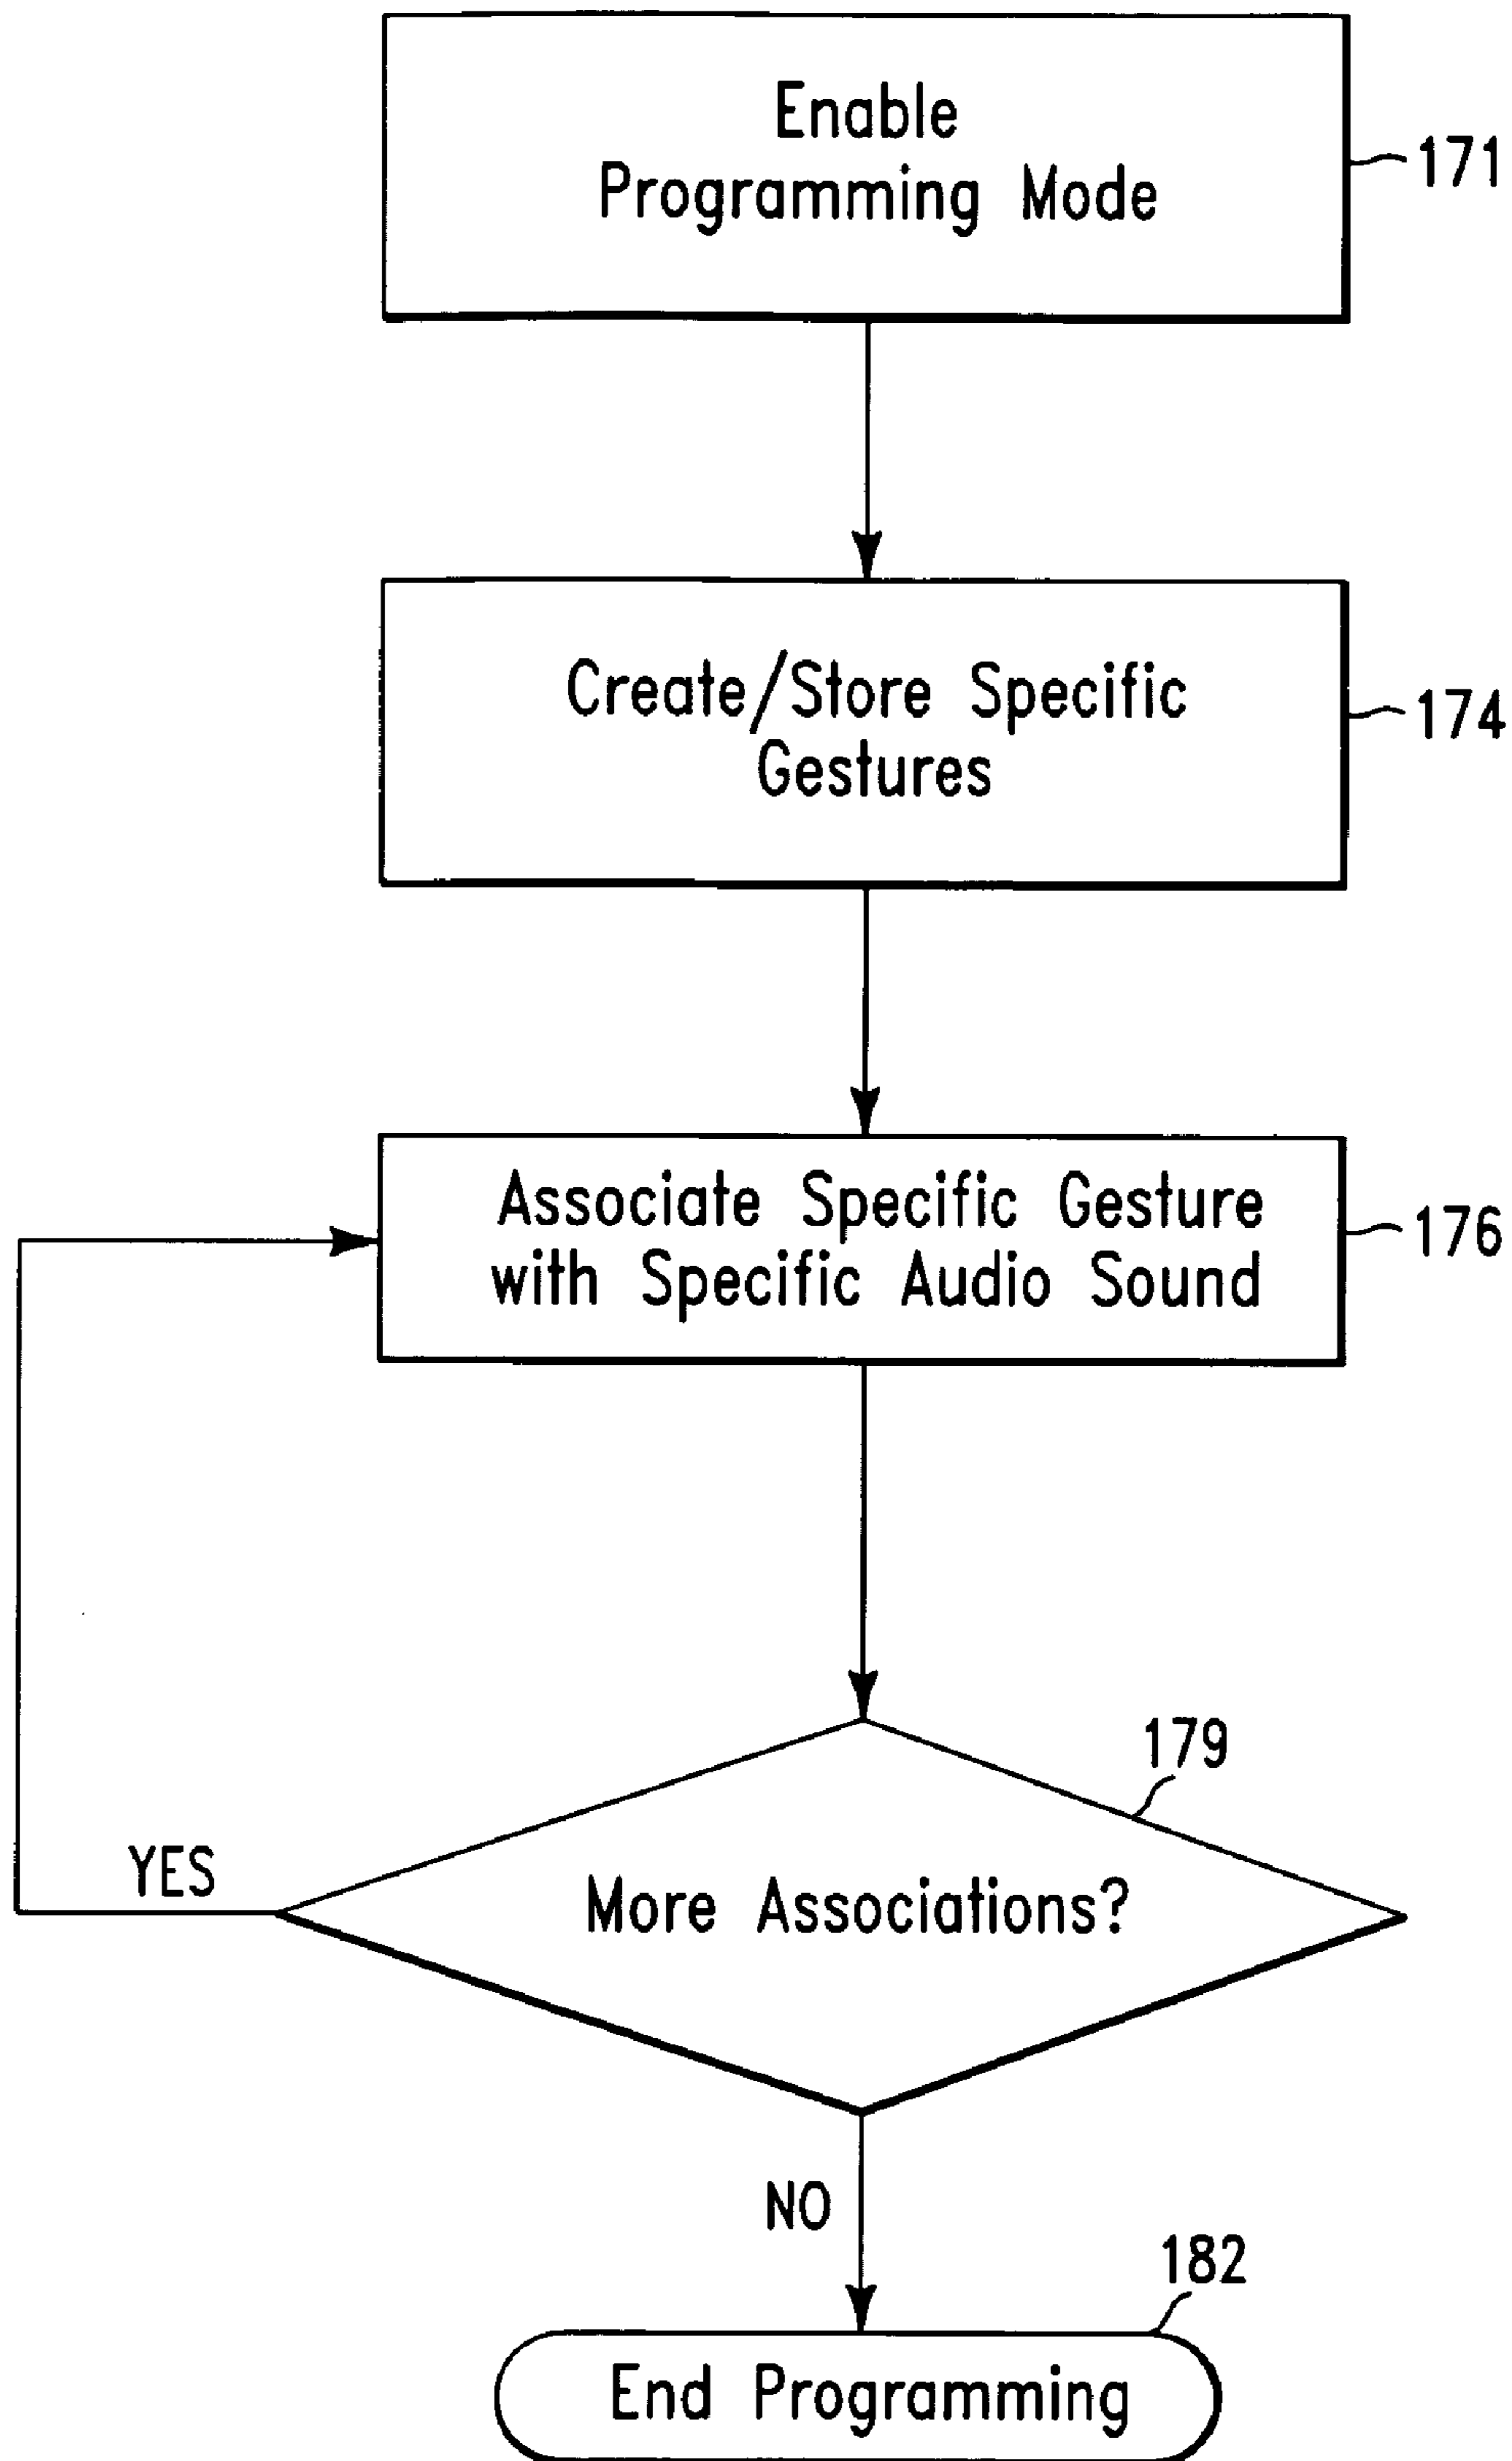 Enable
Programming Mode
171
Create/Store Specific
Gestures
174
Associate Specific Gesture
with Specific Audio Sound
176
179
More Associations?
YES
NO
182
End Programming